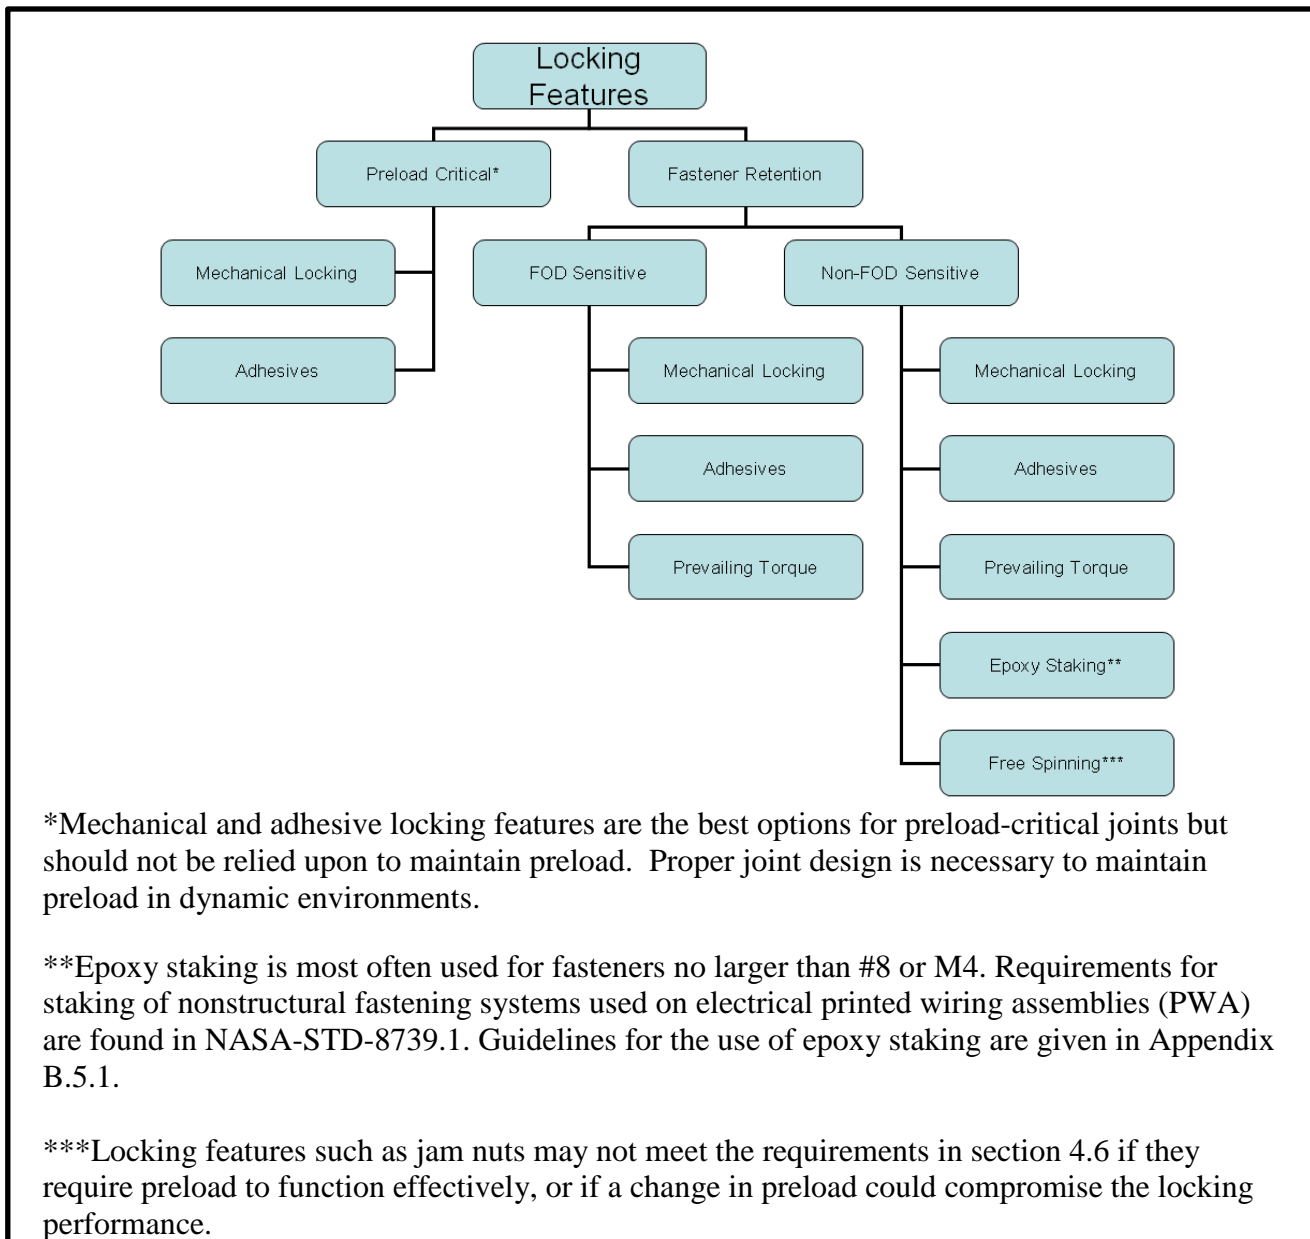 Locking
Features
Preload Critical*
Fastener Retention
Mechanical Locking
FOD Sensitive
Non-FOD Sensitive
Adhesives
Mechanical Locking
Mechanical Locking
Adhesives
Adhesives
Prevailing Torque
Prevailing Torque
Epoxy Staking**
Free Spinning***
*Mechanical and adhesive locking features are the best options for preload-critical joints but
should not be relied upon to maintain preload.  Proper joint design is necessary to maintain
preload in dynamic environments.
**Epoxy staking is most often used for fasteners no larger than #8 or M4. Requirements for
staking of nonstructural fastening systems used on electrical printed wiring assemblies (PWA)
are found in NASA-STD-8739.1. Guidelines for the use of epoxy staking are given in Appendix
B.5.1.
***Locking features such as jam nuts may not meet the requirements in section 4.6 if they
require preload to function effectively, or if a change in preload could compromise the locking
performance.